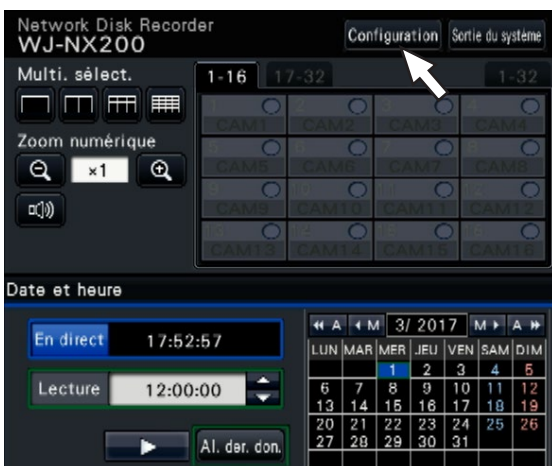 Network Disk Recorder
WJ-NX200
Configuration
Sortie du système
Multi. sélect.
1-16
17-32
1-32
Zoom numérique
×1
1 2 3 4
CAM1 CAM2 CAM3 CAM4
5 6 7 8
CAM5 CAM6 CAM7 CAM8
9 10 11 12
CAM9 CAM10 CAM11 CAM12
13 14 15 16
CAM13 CAM14 CAM15 CAM16
Date et heure
En direct 17:52:57
Lecture 12:00:00
Al. der. don.
A M 3/ 2017 M A
LUN MAR MER JEU VEN SAM DIM
1 2 3 4 5
6 7 8 9 10 11 12
13 14 15 16 17 18 19
20 21 22 23 24 25 26
27 28 29 30 31